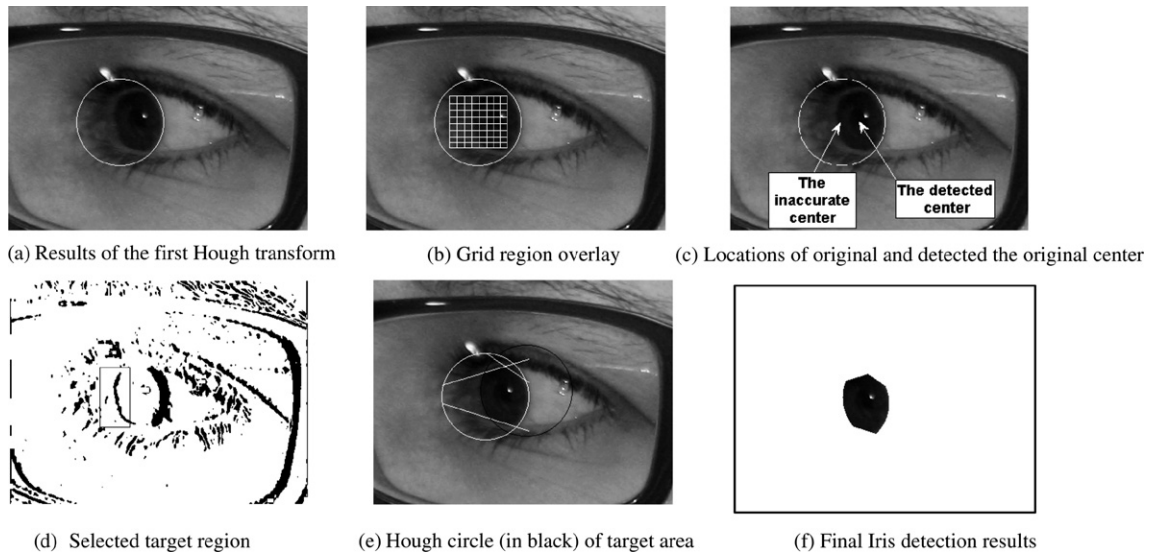 The
inaccurate
center
The detected
center
(a) Results of the first Hough transform
(b) Grid region overlay
(c) Locations of original and detected the original center
(d) Selected target region
(e) Hough circle (in black) of target area
(f) Final Iris detection results